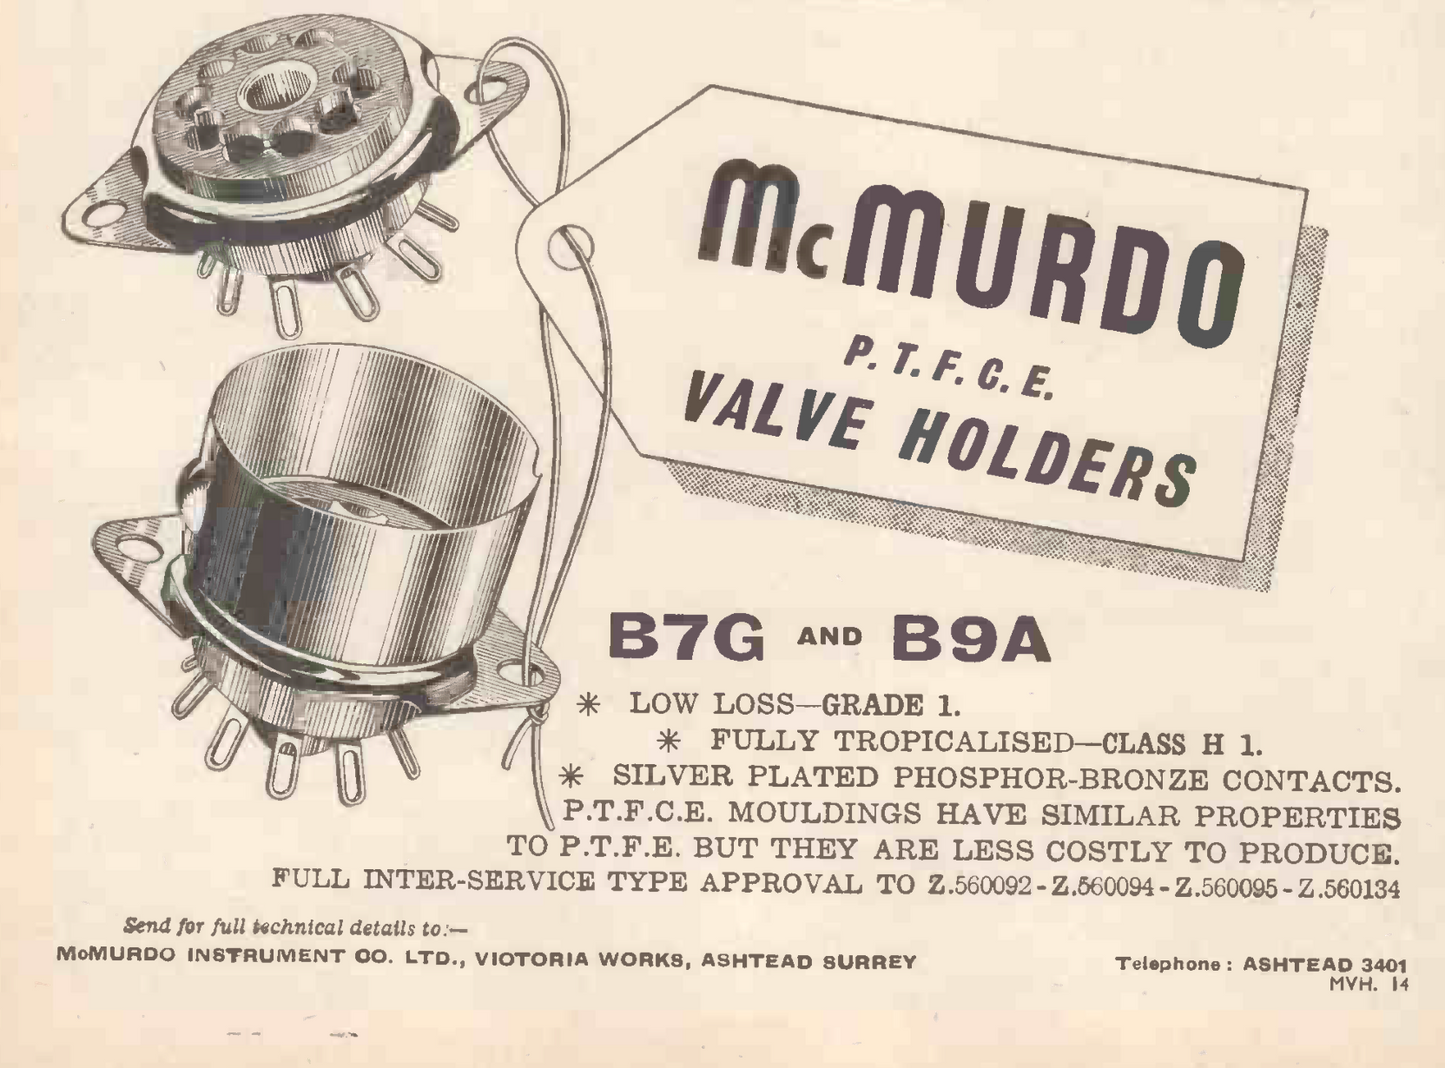 McMURDO
P.T.F.C.E.
VALVE HOLDERS
B7G AND B9A
✳ LOW LOSS—GRADE 1.
✳ FULLY TROPICALISED—CLASS H 1.
✳ SILVER PLATED PHOSPHOR-BRONZE CONTACTS.
P.T.F.C.E. MOULDINGS HAVE SIMILAR PROPERTIES
TO P.T.F.E. BUT THEY ARE LESS COSTLY TO PRODUCE.
FULL INTER-SERVICE TYPE APPROVAL TO Z.560092 - Z.560094 - Z.560095 - Z.560134
Send for full technical details to:—
McMURDO INSTRUMENT CO. LTD., VICTORIA WORKS, ASHTEAD SURREY
Telephone : ASHTEAD 3401
MVH. 14